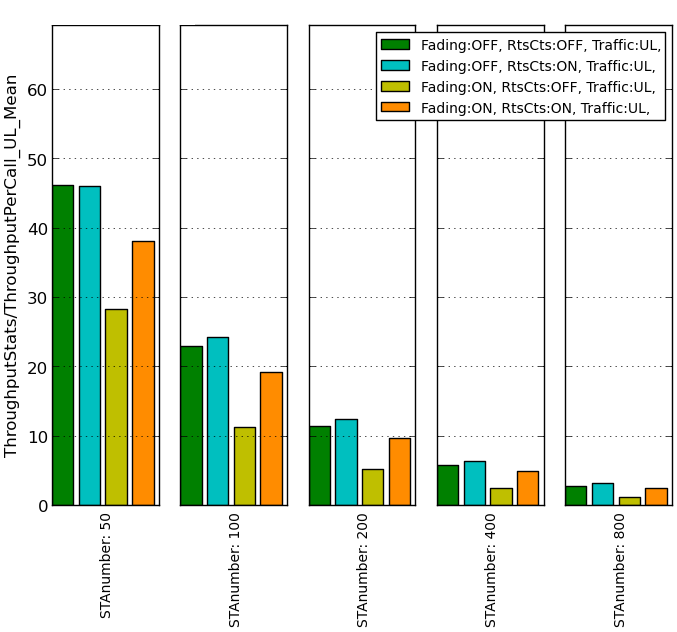 ThroughputStats/ThroughputPerCall_UL_Mean
60
50
40
30
20
10
0
Fading:OFF, RtsCts:OFF, Traffic:UL,
Fading:OFF, RtsCts:ON, Traffic:UL,
Fading:ON, RtsCts:OFF, Traffic:UL,
Fading:ON, RtsCts:ON, Traffic:UL,
STAnumber: 50
STAnumber: 100
STAnumber: 200
STAnumber: 400
STAnumber: 800